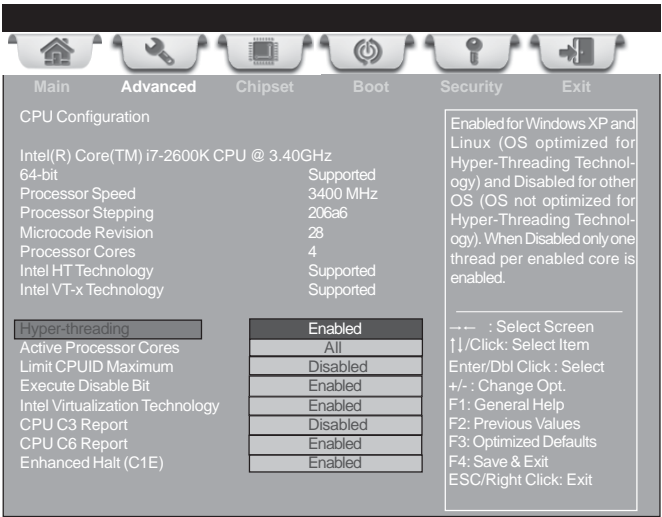 Main Advanced Chipset Boot Security Exit
CPU Configuration
Intel(R) Core(TM) i7-2600K CPU @ 3.40GHz
64-bit Supported
Processor Speed 3400 MHz
Processor Stepping 206a6
Microcode Revision 28
Processor Cores 4
Intel HT Technology Supported
Intel VT-x Technology Supported
Hyper-threading Enabled
Active Processor Cores All
Limit CPUID Maximum Disabled
Execute Disable Bit Enabled
Intel Virtualization Technology Enabled
CPU C3 Report Disabled
CPU C6 Report Enabled
Enhanced Halt (C1E) Enabled
Enabled for Windows XP and
Linux (OS optimized for
Hyper-Threading Technol-
ogy) and Disabled for other
OS (OS not optimized for
Hyper-Threading Technol-
ogy). When Disabled only one
thread per enabled core is
enabled.
→← : Select Screen
↑↓/Click: Select Item
Enter/Dbl Click : Select
+/- : Change Opt.
F1: General Help
F2: Previous Values
F3: Optimized Defaults
F4: Save & Exit
ESC/Right Click: Exit